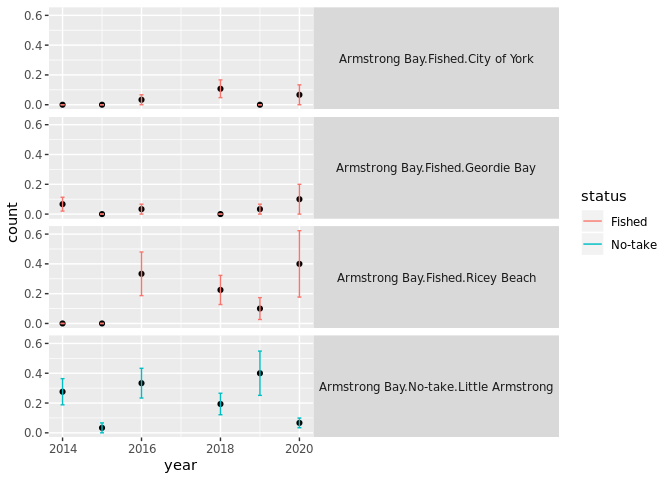 0.6
0.4
0.2
0.0
Armstrong Bay.Fished.City of York
0.6
0.4
0.2
0.0
Armstrong Bay.Fished.Geordie Bay
0.6
0.4
0.2
0.0
Armstrong Bay.Fished.Ricey Beach
0.6
0.4
0.2
0.0
Armstrong Bay.No-take.Little Armstrong
count
2014 2016 2018 2020
year
status
Fished
No-take